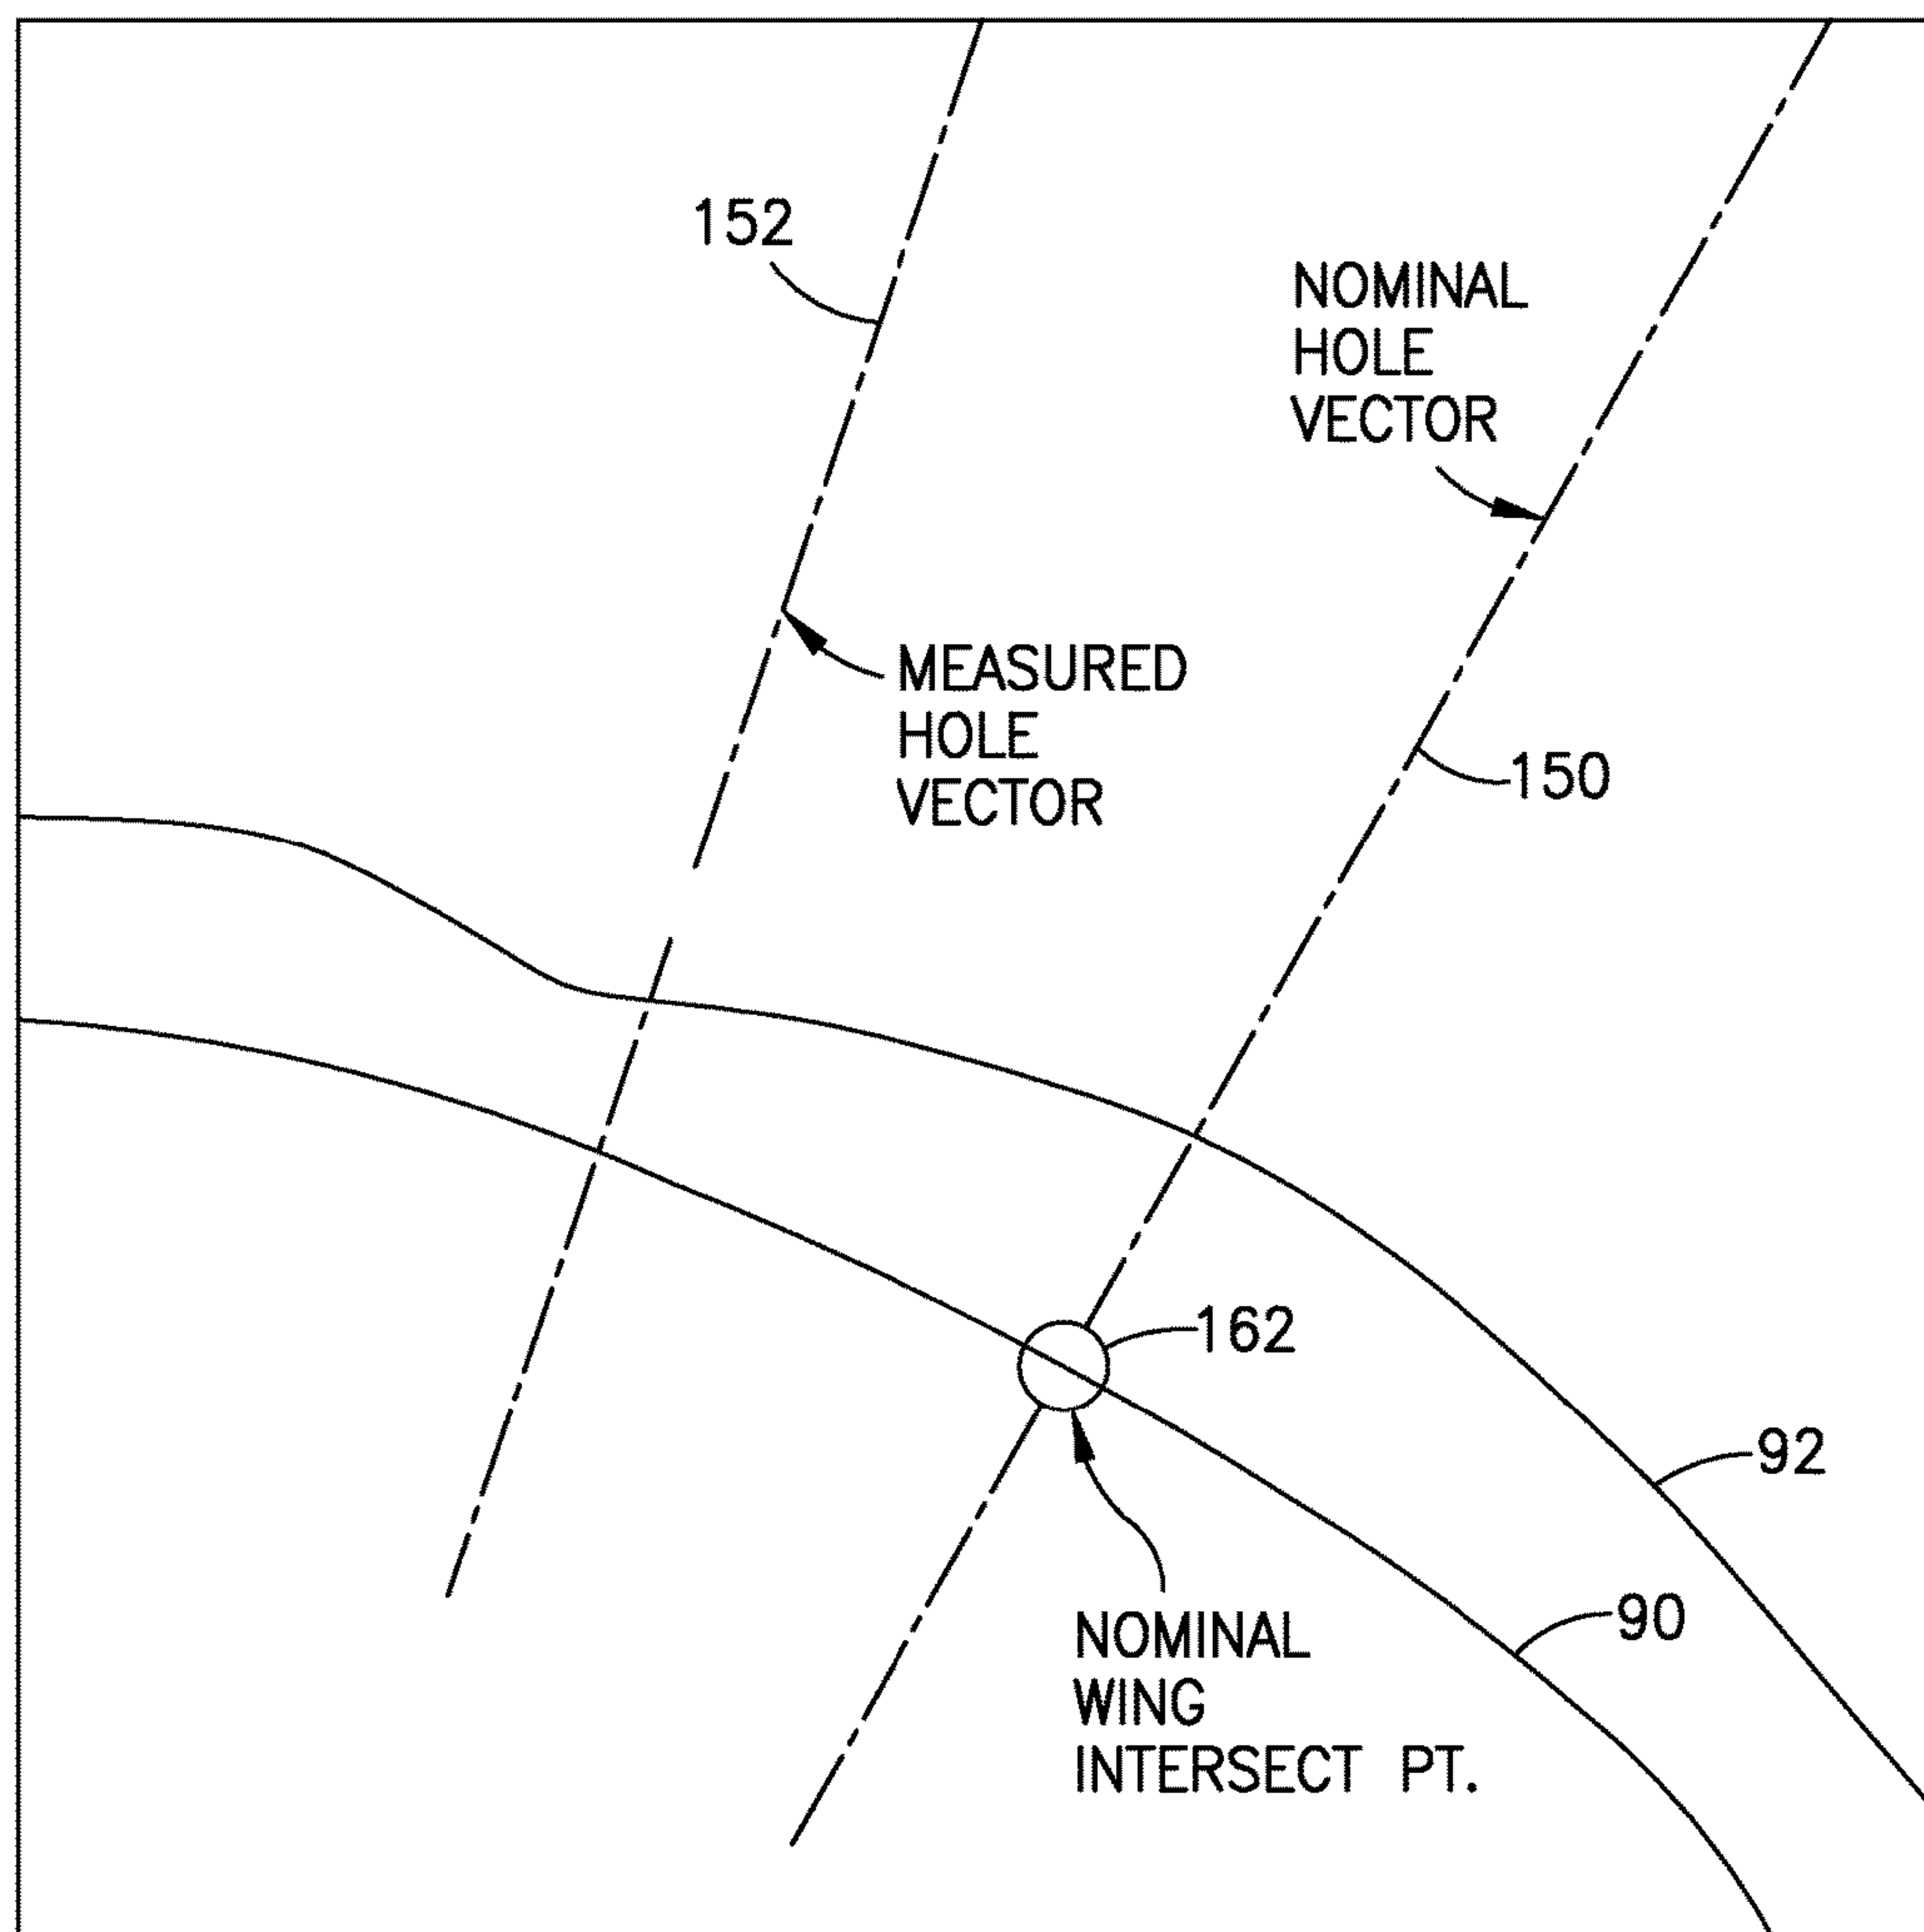 152
NOMINAL
HOLE
VECTOR
MEASURED
HOLE
VECTOR
150
162
92
90
NOMINAL
WING
INTERSECT PT.